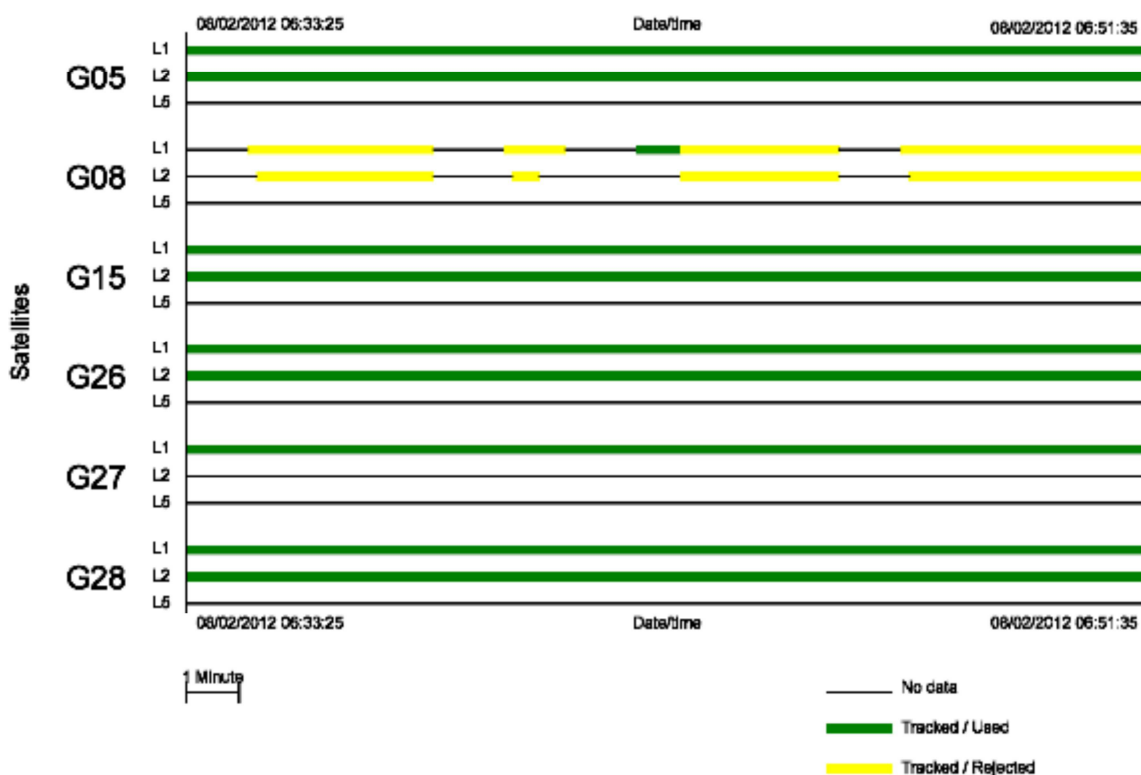 08/02/2012 06:33:25 Date/time 08/02/2012 06:51:35
L1
G05 L2
L5
L1
G08 L2
L5
L1
G15 L2
L5
Satellites
L1
G26 L2
L5
L1
G27 L2
L5
L1
G28 L2
L5
08/02/2012 06:33:25 Date/time 08/02/2012 06:51:35
1 Minute
No data
Tracked / Used
Tracked / Rejected